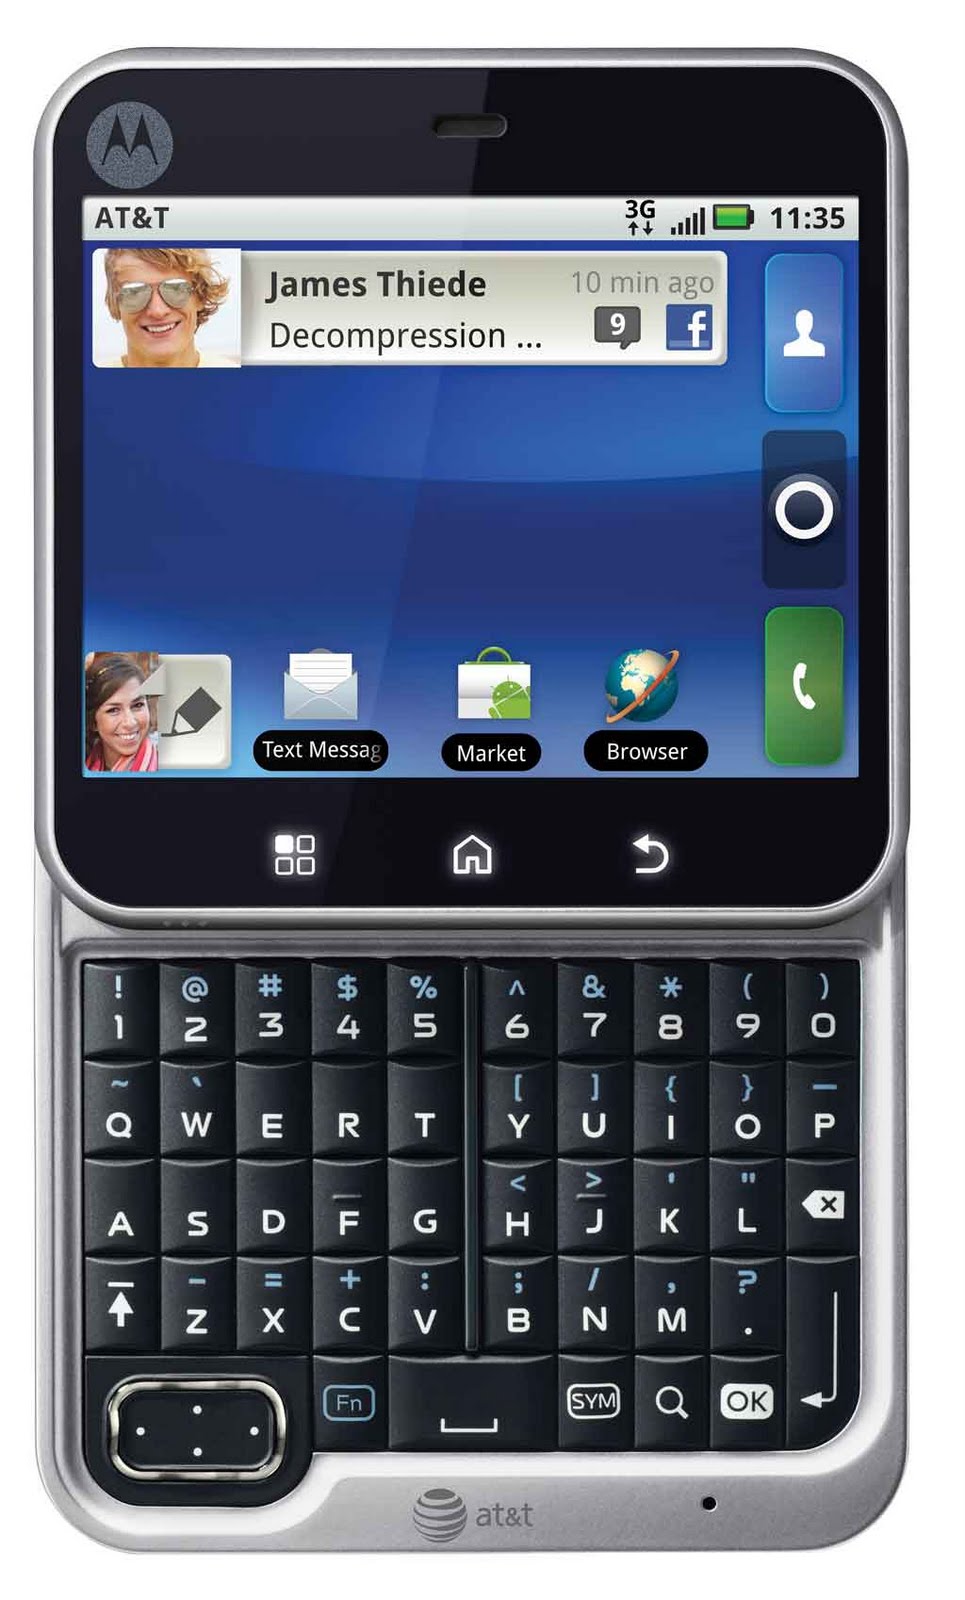 AT&T 3G 11:35
James Thiede 10 min ago
Decompression ... 9 f
Text Messag Market Browser
! @ # $ % ^ & * ( )
1 2 3 4 5 6 7 8 9 0
~ ` [ ] { } –
Q W E R T Y U I O P
< > ' "
A S D F G H J K L
- = + : ; / , ?
Z X C V B N M .
Fn SYM OK
at&t